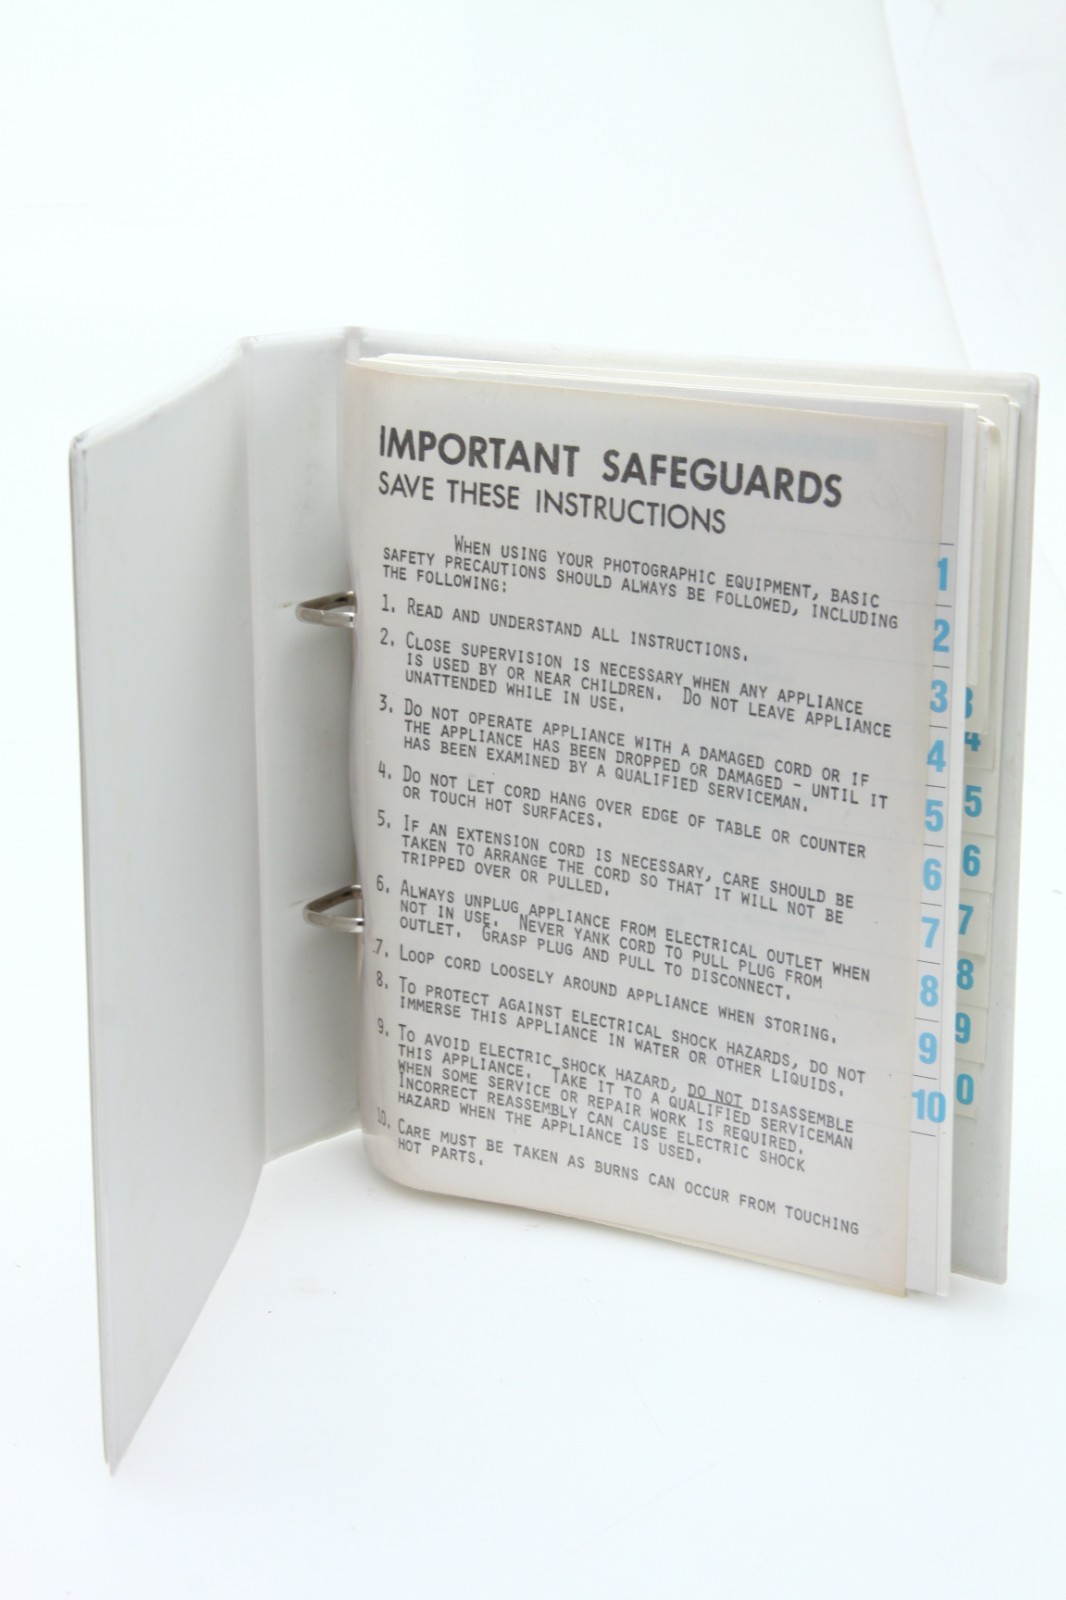 IMPORTANT SAFEGUARDS
SAVE THESE INSTRUCTIONS
WHEN USING YOUR PHOTOGRAPHIC EQUIPMENT, BASIC
SAFETY PRECAUTIONS SHOULD ALWAYS BE FOLLOWED, INCLUDING
THE FOLLOWING:
1. READ AND UNDERSTAND ALL INSTRUCTIONS.
2. CLOSE SUPERVISION IS NECESSARY WHEN ANY APPLIANCE
IS USED BY OR NEAR CHILDREN. DO NOT LEAVE APPLIANCE
UNATTENDED WHILE IN USE.
3. DO NOT OPERATE APPLIANCE WITH A DAMAGED CORD OR IF
THE APPLIANCE HAS BEEN DROPPED OR DAMAGED - UNTIL IT
HAS BEEN EXAMINED BY A QUALIFIED SERVICEMAN.
4. DO NOT LET CORD HANG OVER EDGE OF TABLE OR COUNTER
OR TOUCH HOT SURFACES.
5. IF AN EXTENSION CORD IS NECESSARY, CARE SHOULD BE
TAKEN TO ARRANGE THE CORD SO THAT IT WILL NOT BE
TRIPPED OVER OR PULLED.
6. ALWAYS UNPLUG APPLIANCE FROM ELECTRICAL OUTLET WHEN
NOT IN USE. NEVER YANK CORD TO PULL PLUG FROM
OUTLET. GRASP PLUG AND PULL TO DISCONNECT.
7. LOOP CORD LOOSELY AROUND APPLIANCE WHEN STORING.
8. TO PROTECT AGAINST ELECTRICAL SHOCK HAZARDS, DO NOT
IMMERSE THIS APPLIANCE IN WATER OR OTHER LIQUIDS.
9. TO AVOID ELECTRIC SHOCK HAZARD, DO NOT DISASSEMBLE
THIS APPLIANCE. TAKE IT TO A QUALIFIED SERVICEMAN
WHEN SOME SERVICE OR REPAIR WORK IS REQUIRED.
INCORRECT REASSEMBLY CAN CAUSE ELECTRIC SHOCK
HAZARD WHEN THE APPLIANCE IS USED.
10. CARE MUST BE TAKEN AS BURNS CAN OCCUR FROM TOUCHING
HOT PARTS.
1
2
3
4
5
6
7
8
9
10
3
4
5
6
7
8
9
0